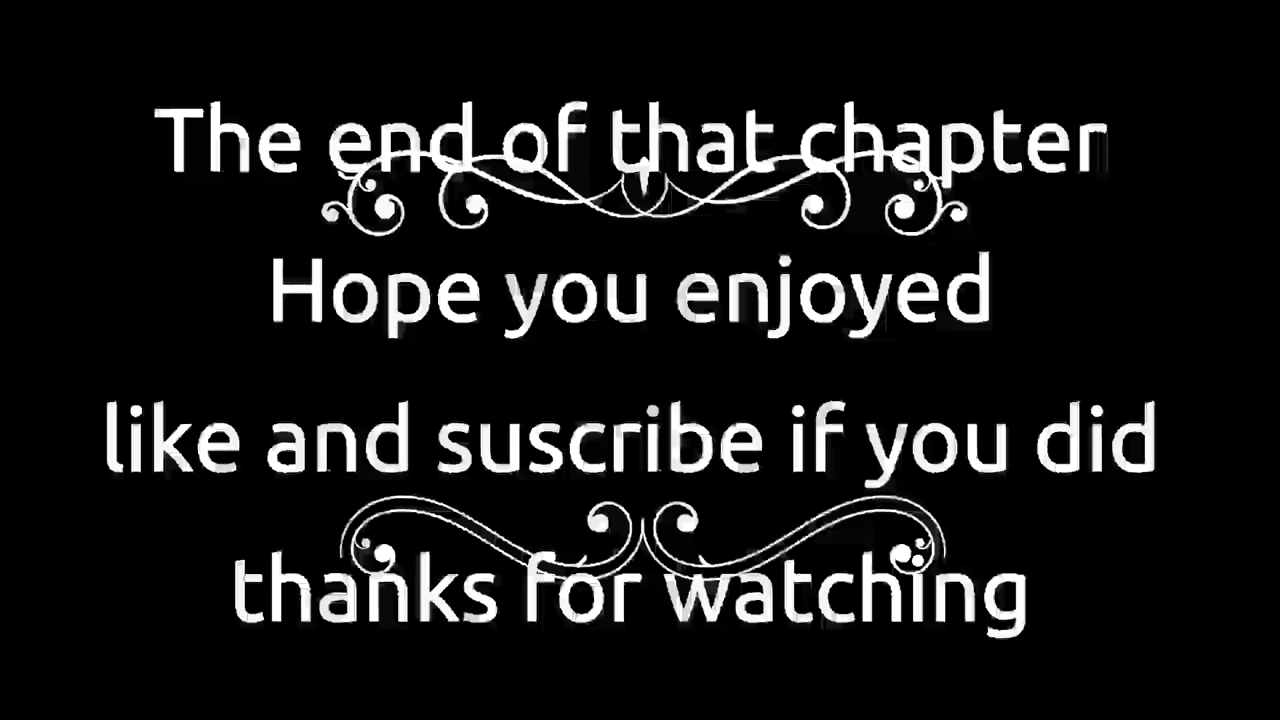 The end of that chapter
Hope you enjoyed
like and suscribe if you did
thanks for watching